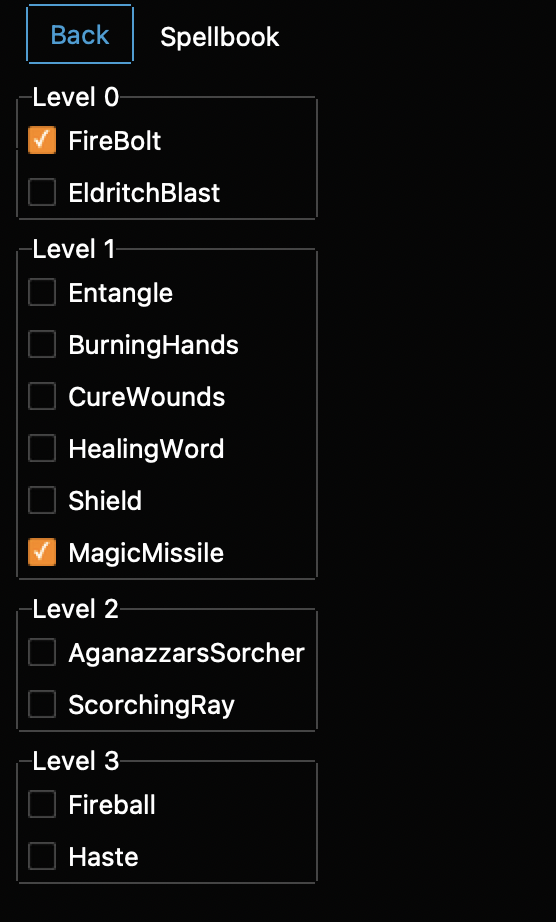 Back Spellbook
Level 0
FireBolt
EldritchBlast
Level 1
Entangle
BurningHands
CureWounds
HealingWord
Shield
MagicMissile
Level 2
AganazzarsSorcher
ScorchingRay
Level 3
Fireball
Haste